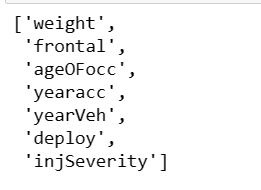 ['weight',
'frontal',
'ageOFocc',
'yearacc',
'yearVeh',
'deploy',
'injSeverity']